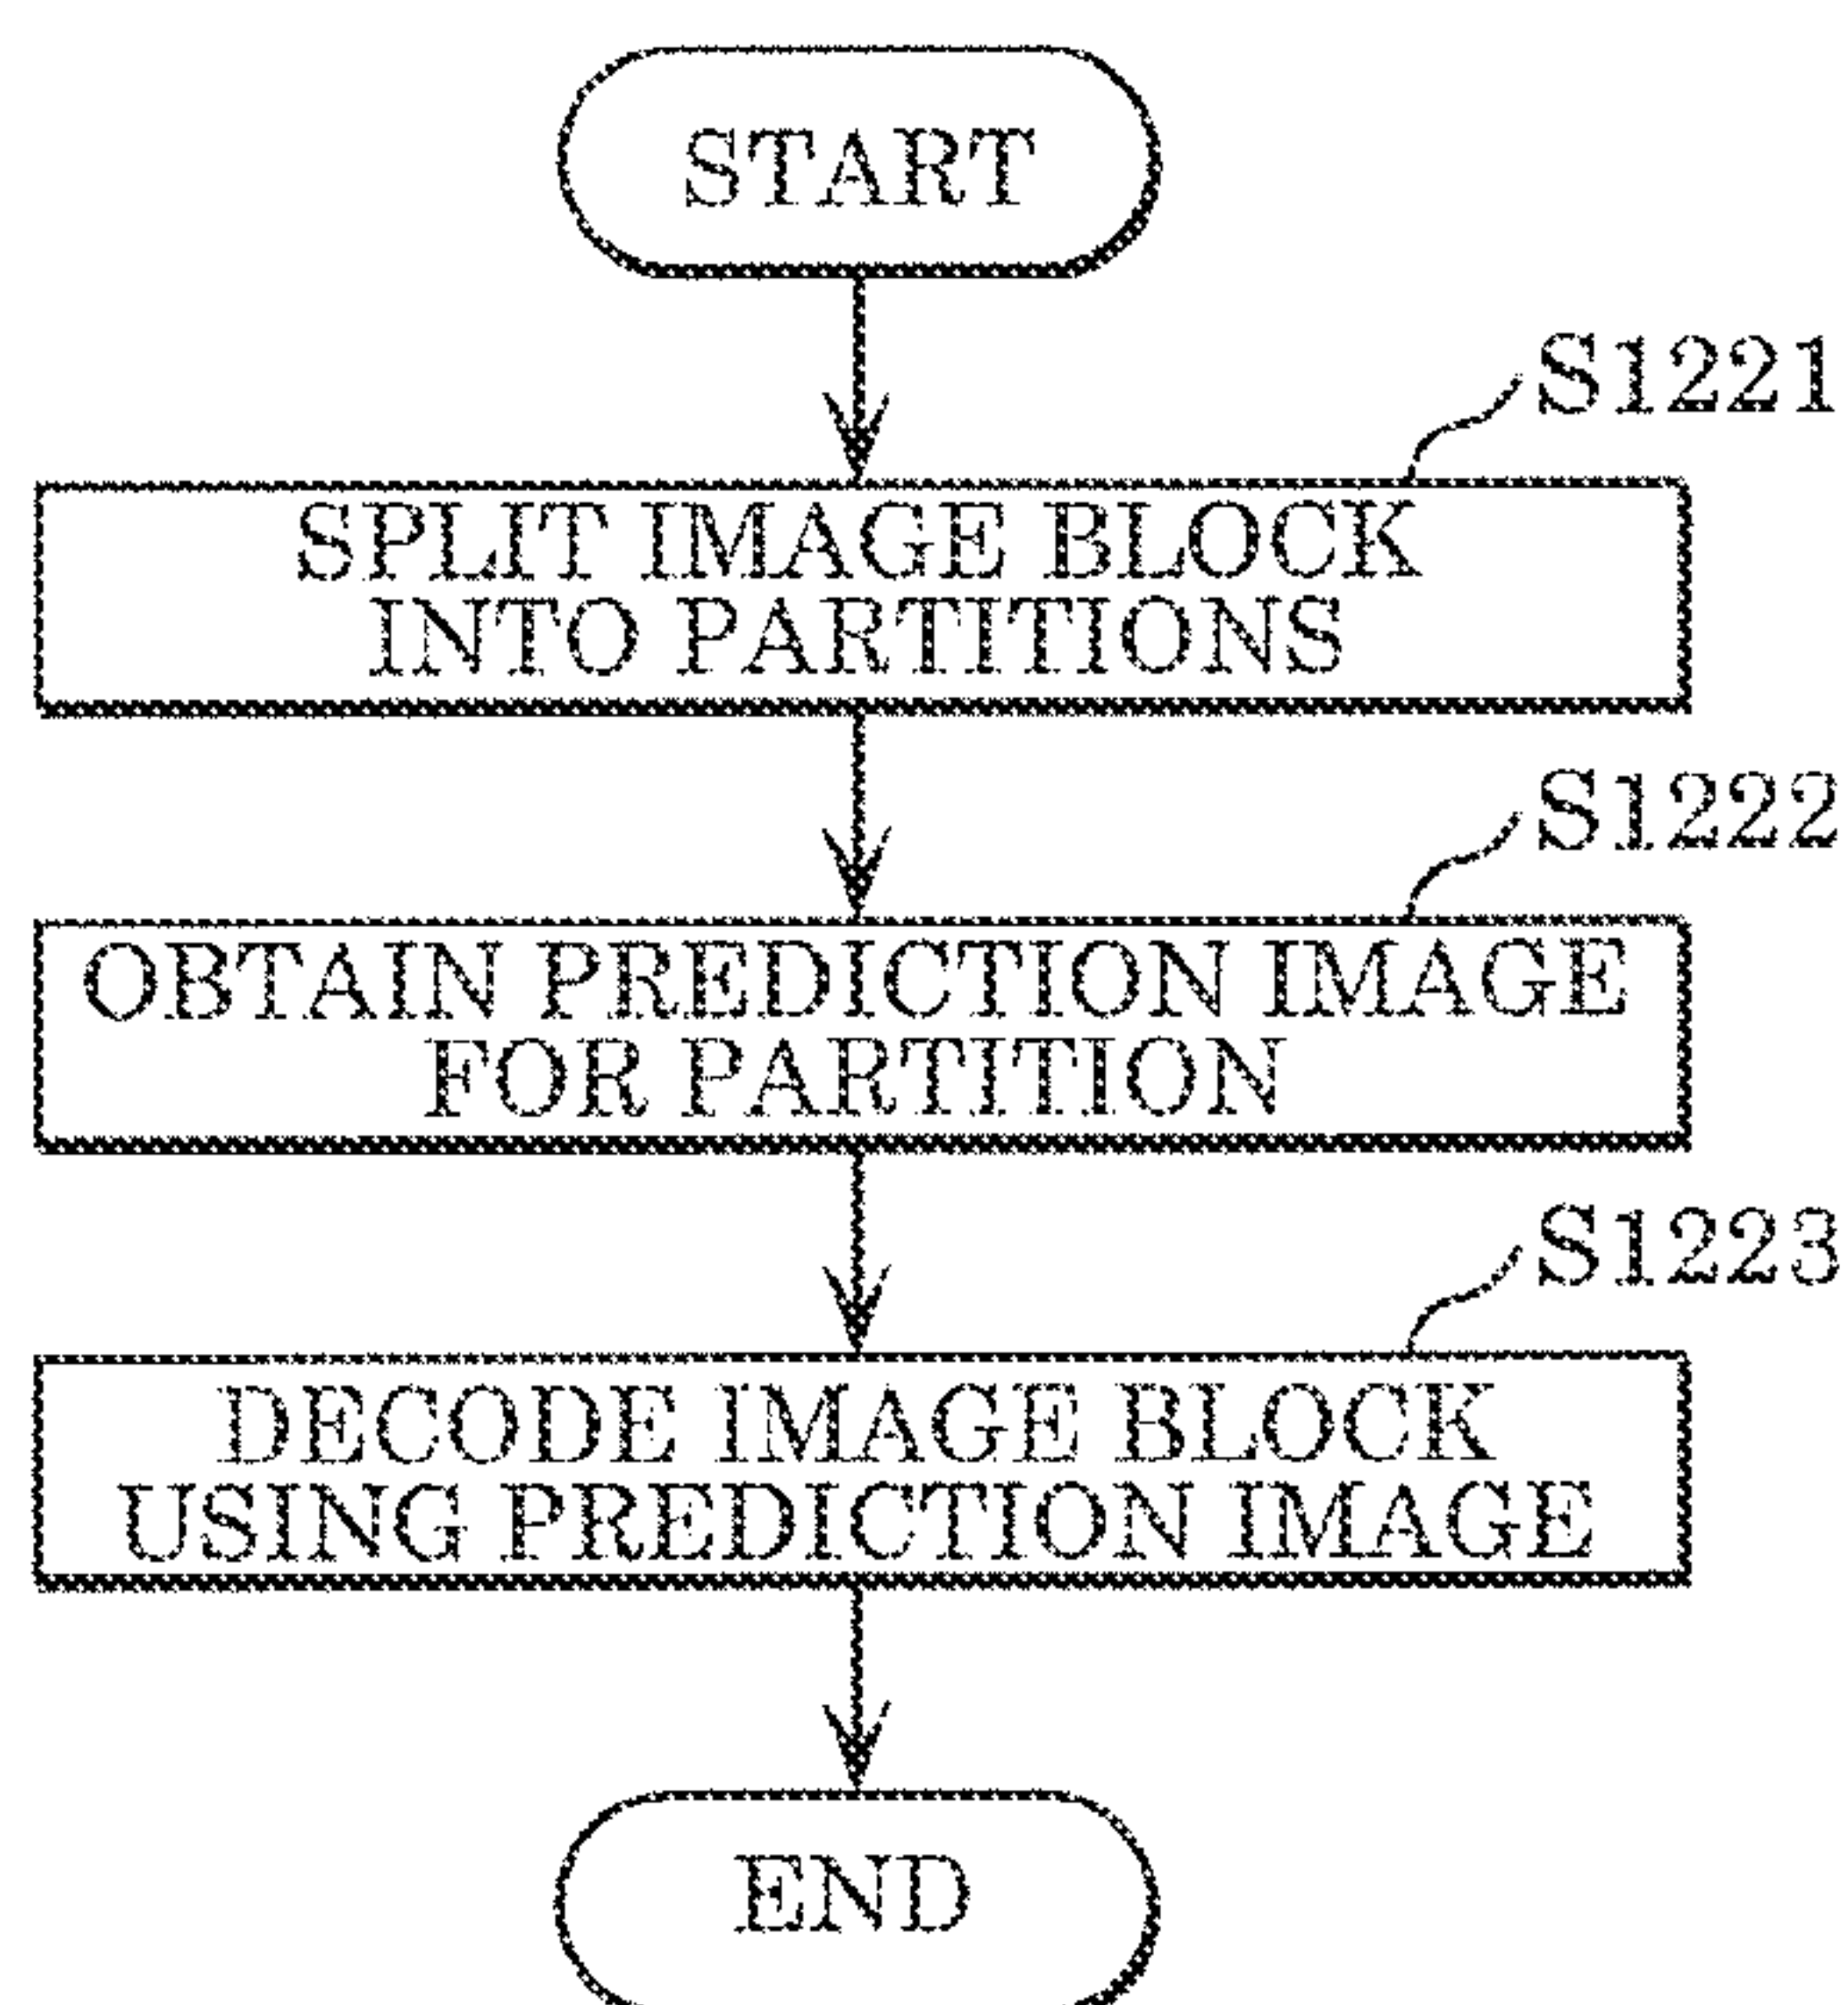 START
S1221
SPLIT IMAGE BLOCK
INTO PARTITIONS
S1222
OBTAIN PREDICTION IMAGE
FOR PARTITION
S1223
DECODE IMAGE BLOCK
USING PREDICTION IMAGE
END